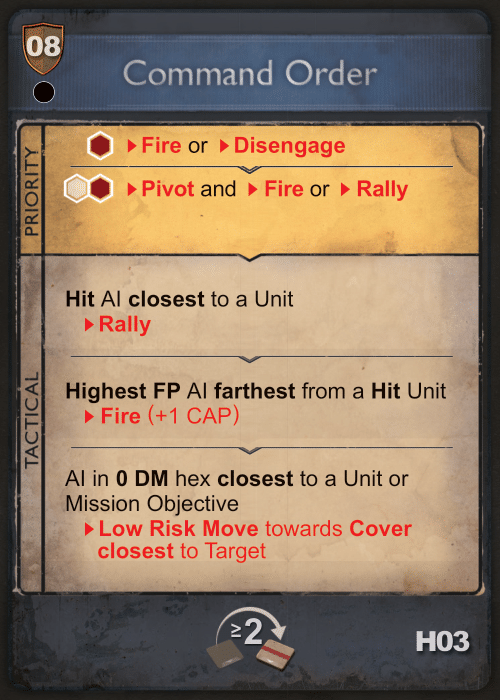 08
Command Order
PRIORITY
Fire or Disengage
Pivot and Fire or Rally
TACTICAL
Hit AI closest to a Unit
Rally
Highest FP AI farthest from a Hit Unit
Fire (+1 CAP)
AI in 0 DM hex closest to a Unit or
Mission Objective
Low Risk Move towards Cover
closest to Target
≥2
H03